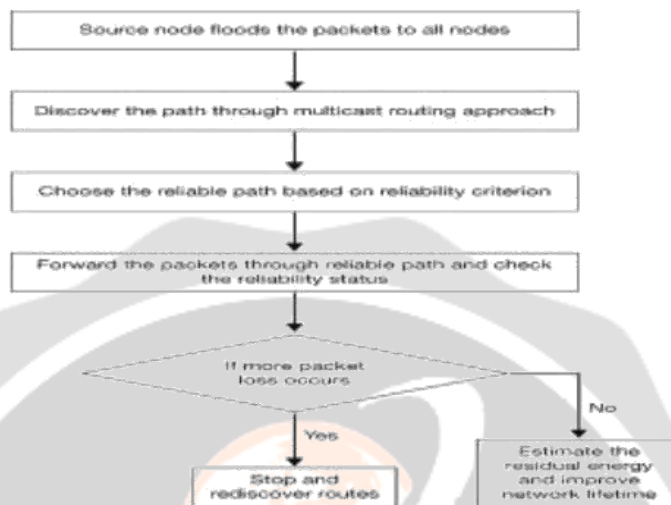 Source node floods the packets to all nodes
Discover the path through multicast routing approach
Choose the reliable path based on reliability criterion
Forward the packets through reliable path and check
the reliability status
If more packet
loss occurs
No
Yes
Estimate the
residual energy
and improve
network lifetime
Stop and
rediscover routes